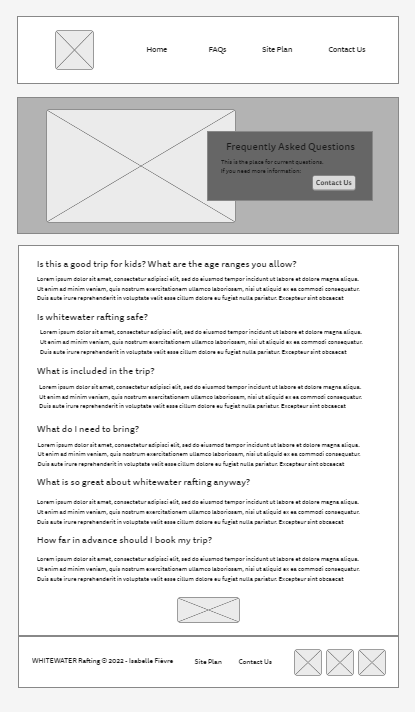 Home FAQs Site Plan Contact Us
Frequently Asked Questions
This is the place for current questions.
If you need more information:
Contact Us
Is this a good trip for kids? What are the age ranges you allow?
Lorem ipsum dolor sit amet, consectetur adipisci elit, sed do eiusmod tempor incidunt ut labore et dolore magna aliqua.
Ut enim ad minim veniam, quis nostrum exercitationem ullamco laboriosam, nisi ut aliquid ex ea commodi consequatur.
Duis aute irure reprehenderit in voluptate velit esse cillum dolore eu fugiat nulla pariatur. Excepteur sint obcaecat
Is whitewater rafting safe?
Lorem ipsum dolor sit amet, consectetur adipisci elit, sed do eiusmod tempor incidunt ut labore et dolore magna aliqua.
Ut enim ad minim veniam, quis nostrum exercitationem ullamco laboriosam, nisi ut aliquid ex ea commodi consequatur.
Duis aute irure reprehenderit in voluptate velit esse cillum dolore eu fugiat nulla pariatur. Excepteur sint obcaecat
What is included in the trip?
Lorem ipsum dolor sit amet, consectetur adipisci elit, sed do eiusmod tempor incidunt ut labore et dolore magna aliqua.
Ut enim ad minim veniam, quis nostrum exercitationem ullamco laboriosam, nisi ut aliquid ex ea commodi consequatur.
Duis aute irure reprehenderit in voluptate velit esse cillum dolore eu fugiat nulla pariatur. Excepteur sint obcaecat
What do I need to bring?
Lorem ipsum dolor sit amet, consectetur adipisci elit, sed do eiusmod tempor incidunt ut labore et dolore magna aliqua.
Ut enim ad minim veniam, quis nostrum exercitationem ullamco laboriosam, nisi ut aliquid ex ea commodi consequatur.
Duis aute irure reprehenderit in voluptate velit esse cillum dolore eu fugiat nulla pariatur. Excepteur sint obcaecat
What is so great about whitewater rafting anyway?
Lorem ipsum dolor sit amet, consectetur adipisci elit, sed do eiusmod tempor incidunt ut labore et dolore magna aliqua.
Ut enim ad minim veniam, quis nostrum exercitationem ullamco laboriosam, nisi ut aliquid ex ea commodi consequatur.
Duis aute irure reprehenderit in voluptate velit esse cillum dolore eu fugiat nulla pariatur. Excepteur sint obcaecat
How far in advance should I book my trip?
Lorem ipsum dolor sit amet, consectetur adipisci elit, sed do eiusmod tempor incidunt ut labore et dolore magna aliqua.
Ut enim ad minim veniam, quis nostrum exercitationem ullamco laboriosam, nisi ut aliquid ex ea commodi consequatur.
Duis aute irure reprehenderit in voluptate velit esse cillum dolore eu fugiat nulla pariatur. Excepteur sint obcaecat
WHITEWATER Rafting © 2022 - Isabelle Fièvre Site Plan Contact Us